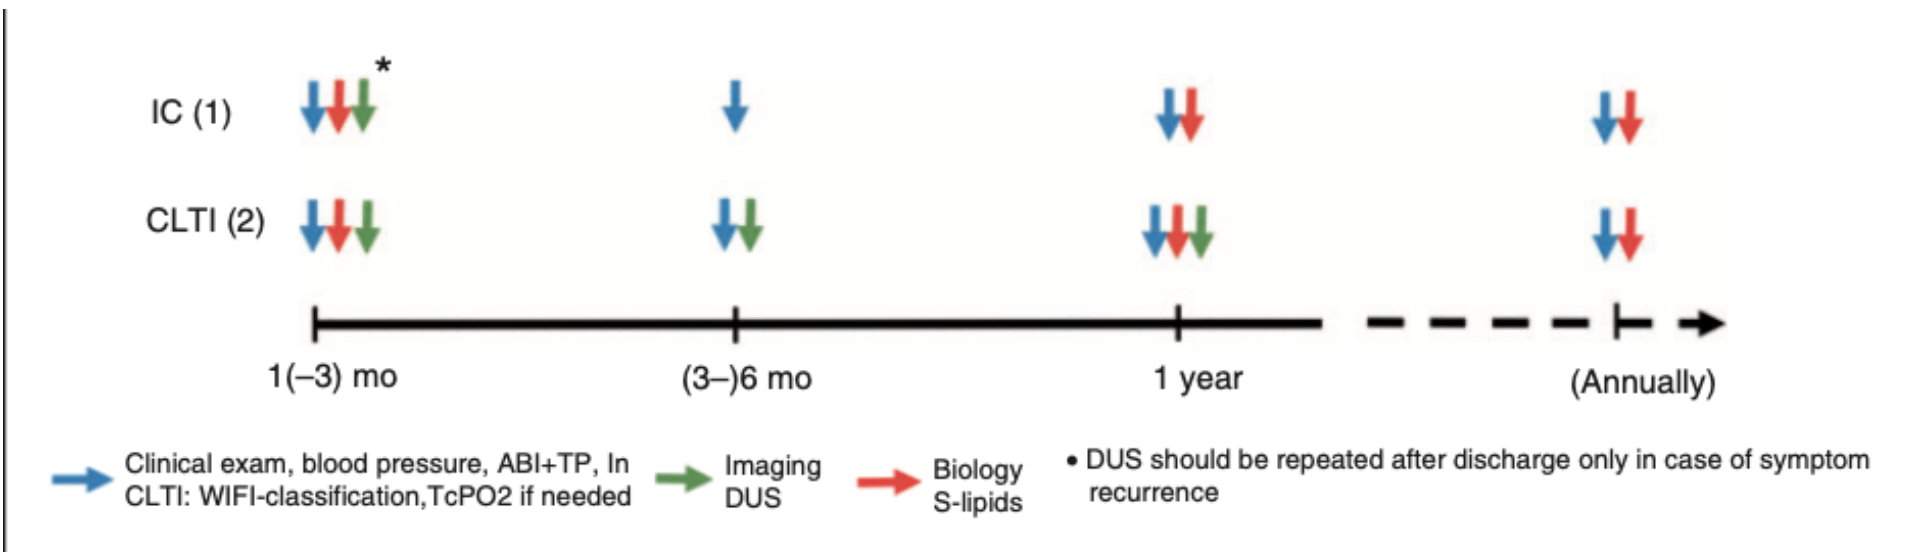 *
IC (1)
CLTI (2)
1(–3) mo
(3–)6 mo
1 year
(Annually)
Clinical exam, blood pressure, ABI+TP, In
CLTI: WIFI-classification,TcPO2 if needed
Imaging
DUS
Biology
S-lipids
• DUS should be repeated after discharge only in case of symptom
recurrence